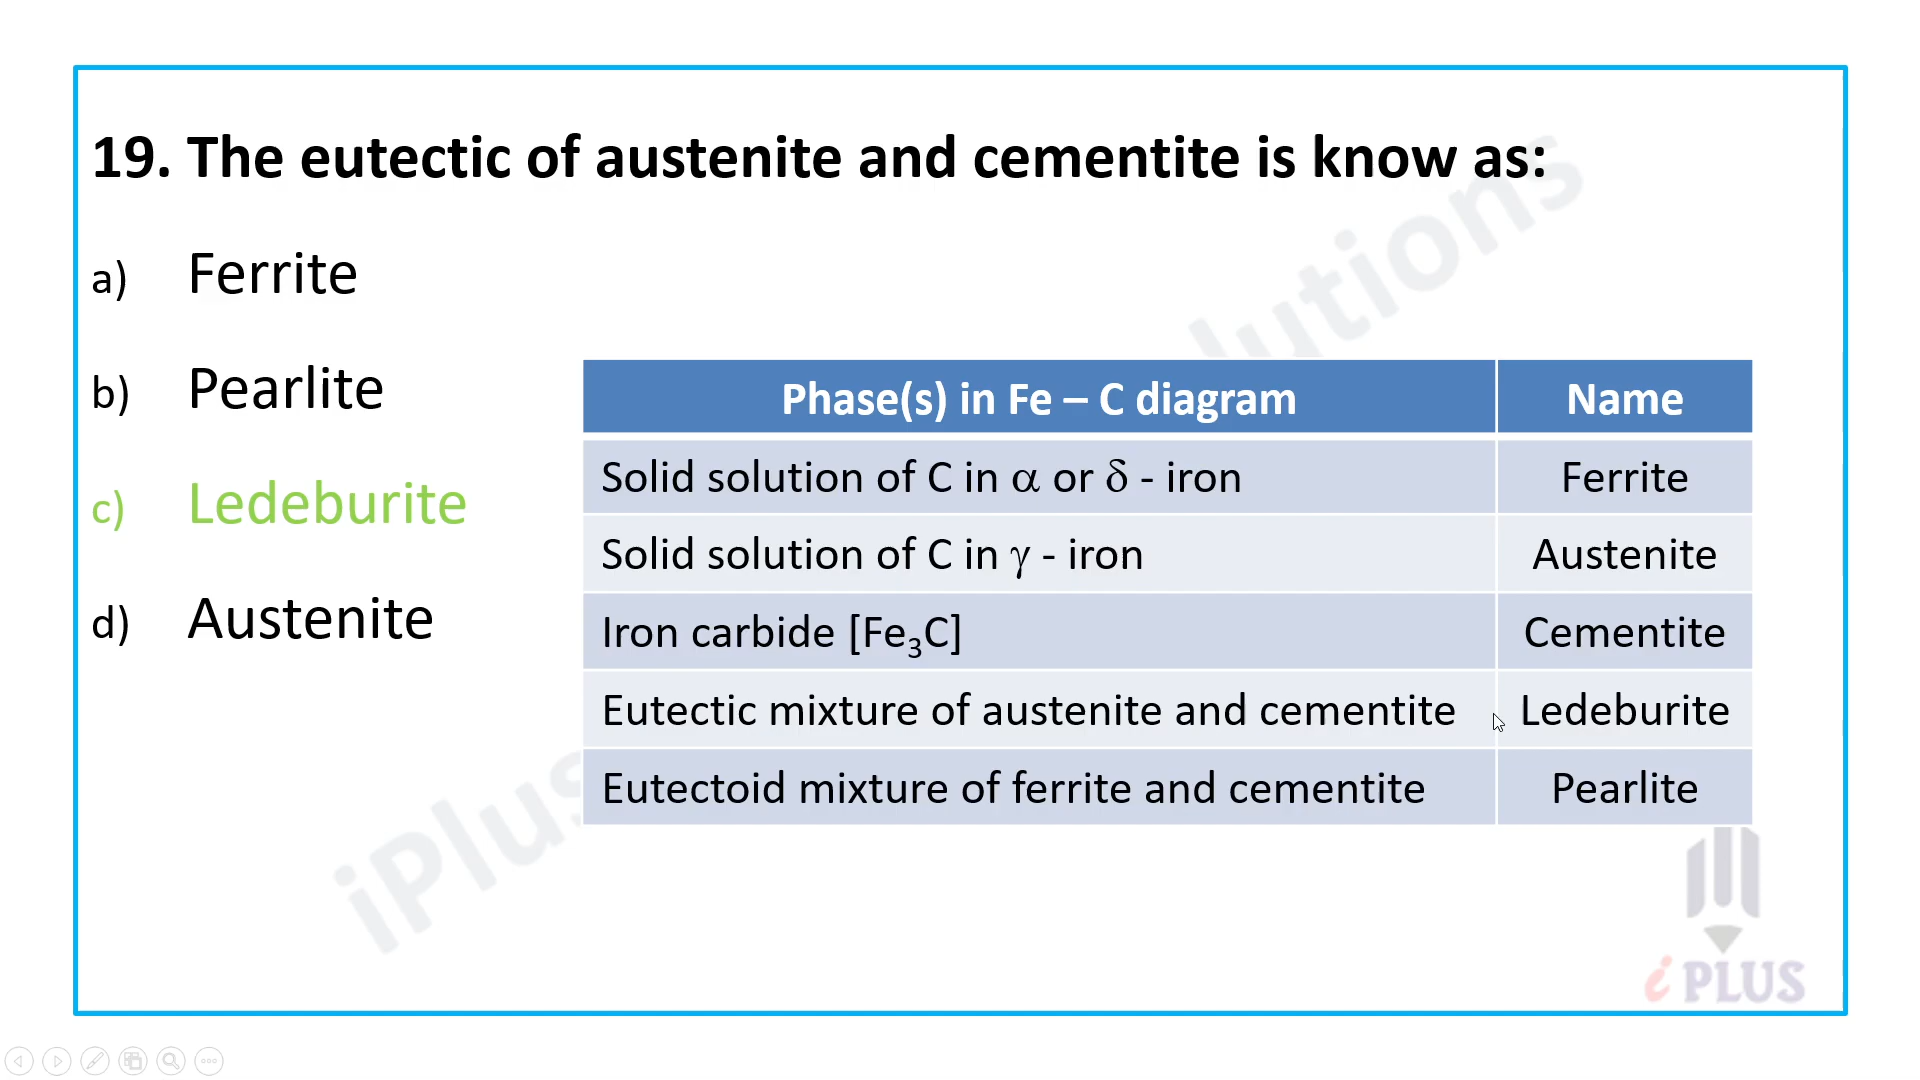 19. The eutectic of austenite and cementite is know as:
a) Ferrite
b) Pearlite
c) Ledeburite
d) Austenite
Phase(s) in Fe – C diagram Name
Solid solution of C in α or δ - iron Ferrite
Solid solution of C in γ - iron Austenite
Iron carbide [Fe₃C] Cementite
Eutectic mixture of austenite and cementite Ledeburite
Eutectoid mixture of ferrite and cementite Pearlite
iPlus lutions
i PLUS